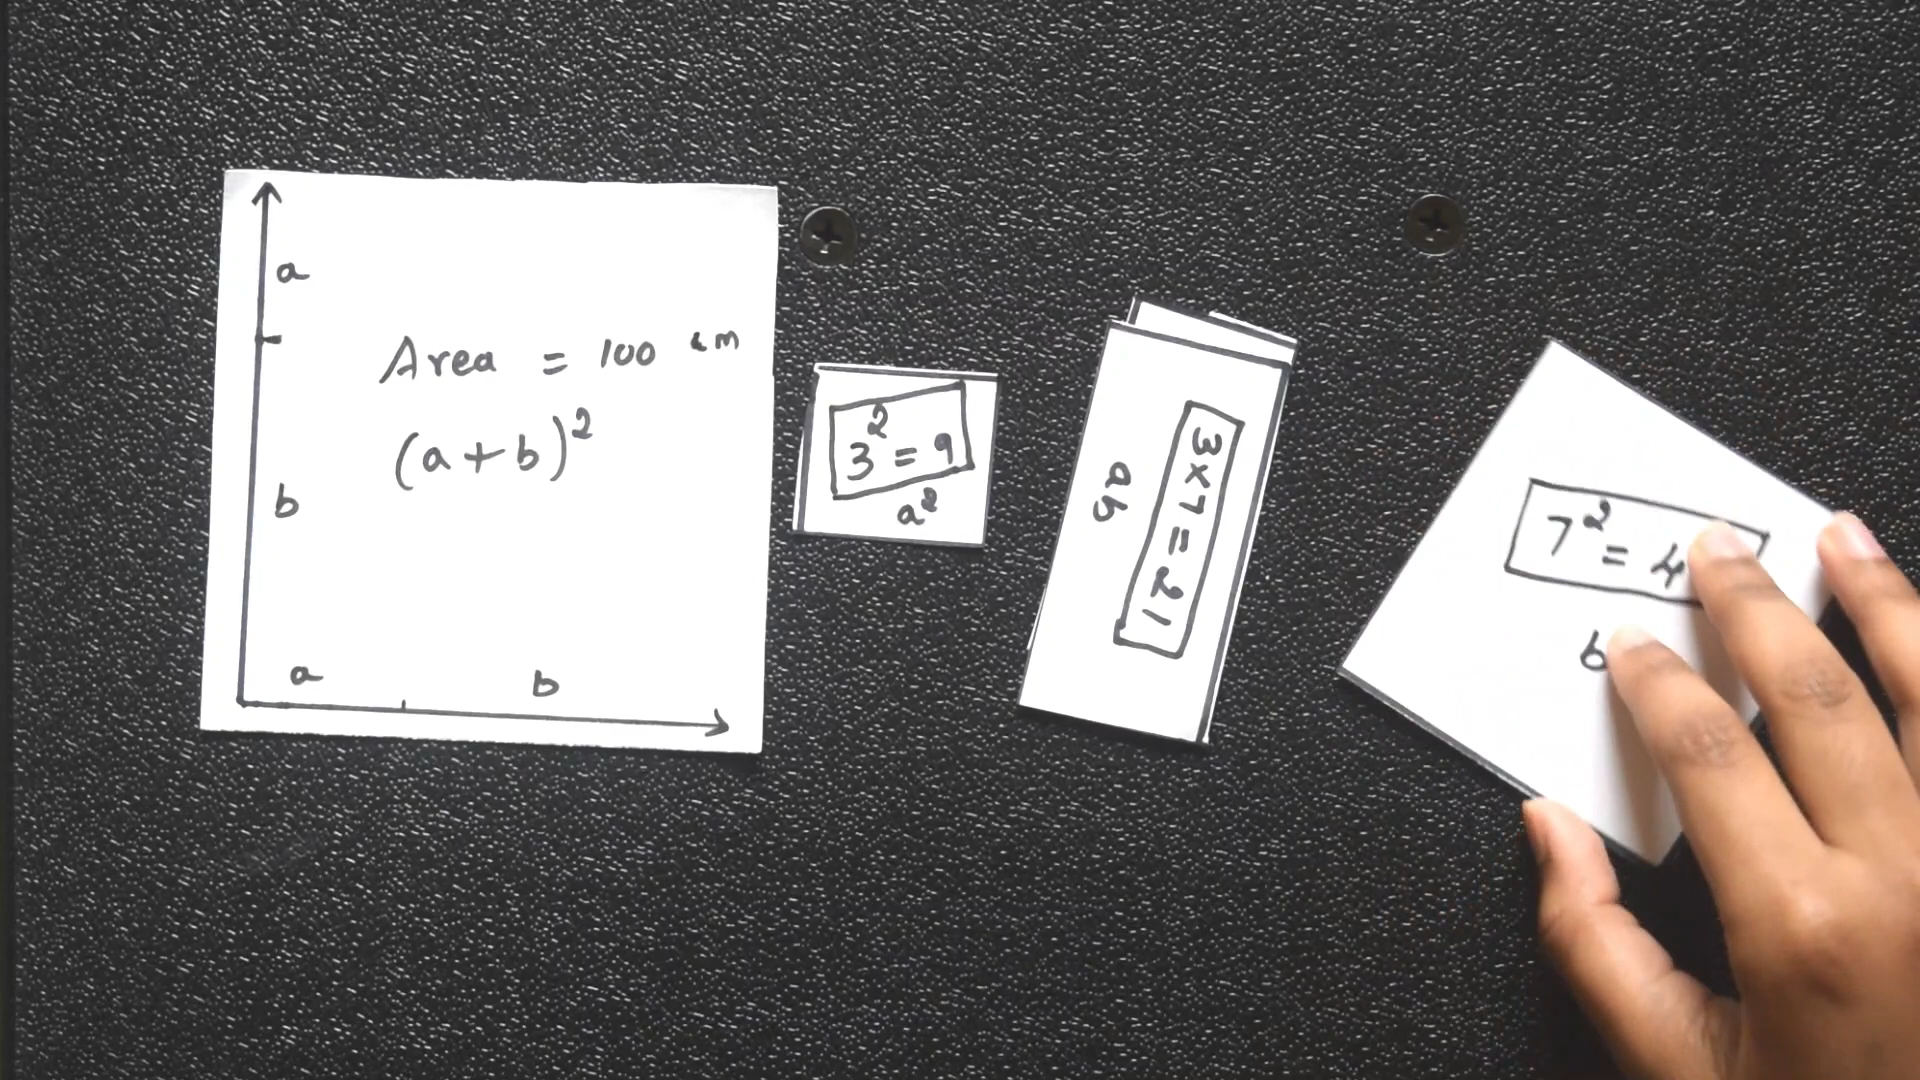 a
Area = 100 cm
(a+b)²
b
a
b
3² = 9
a²
3×7 = 21
ab
7² = 4
b